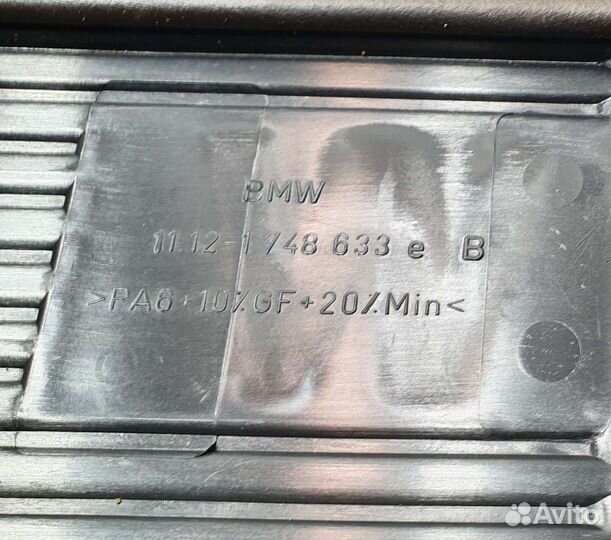 BMW
11.12-1 748 633 e B
>PA6+10%GF+20%Min<
Avito